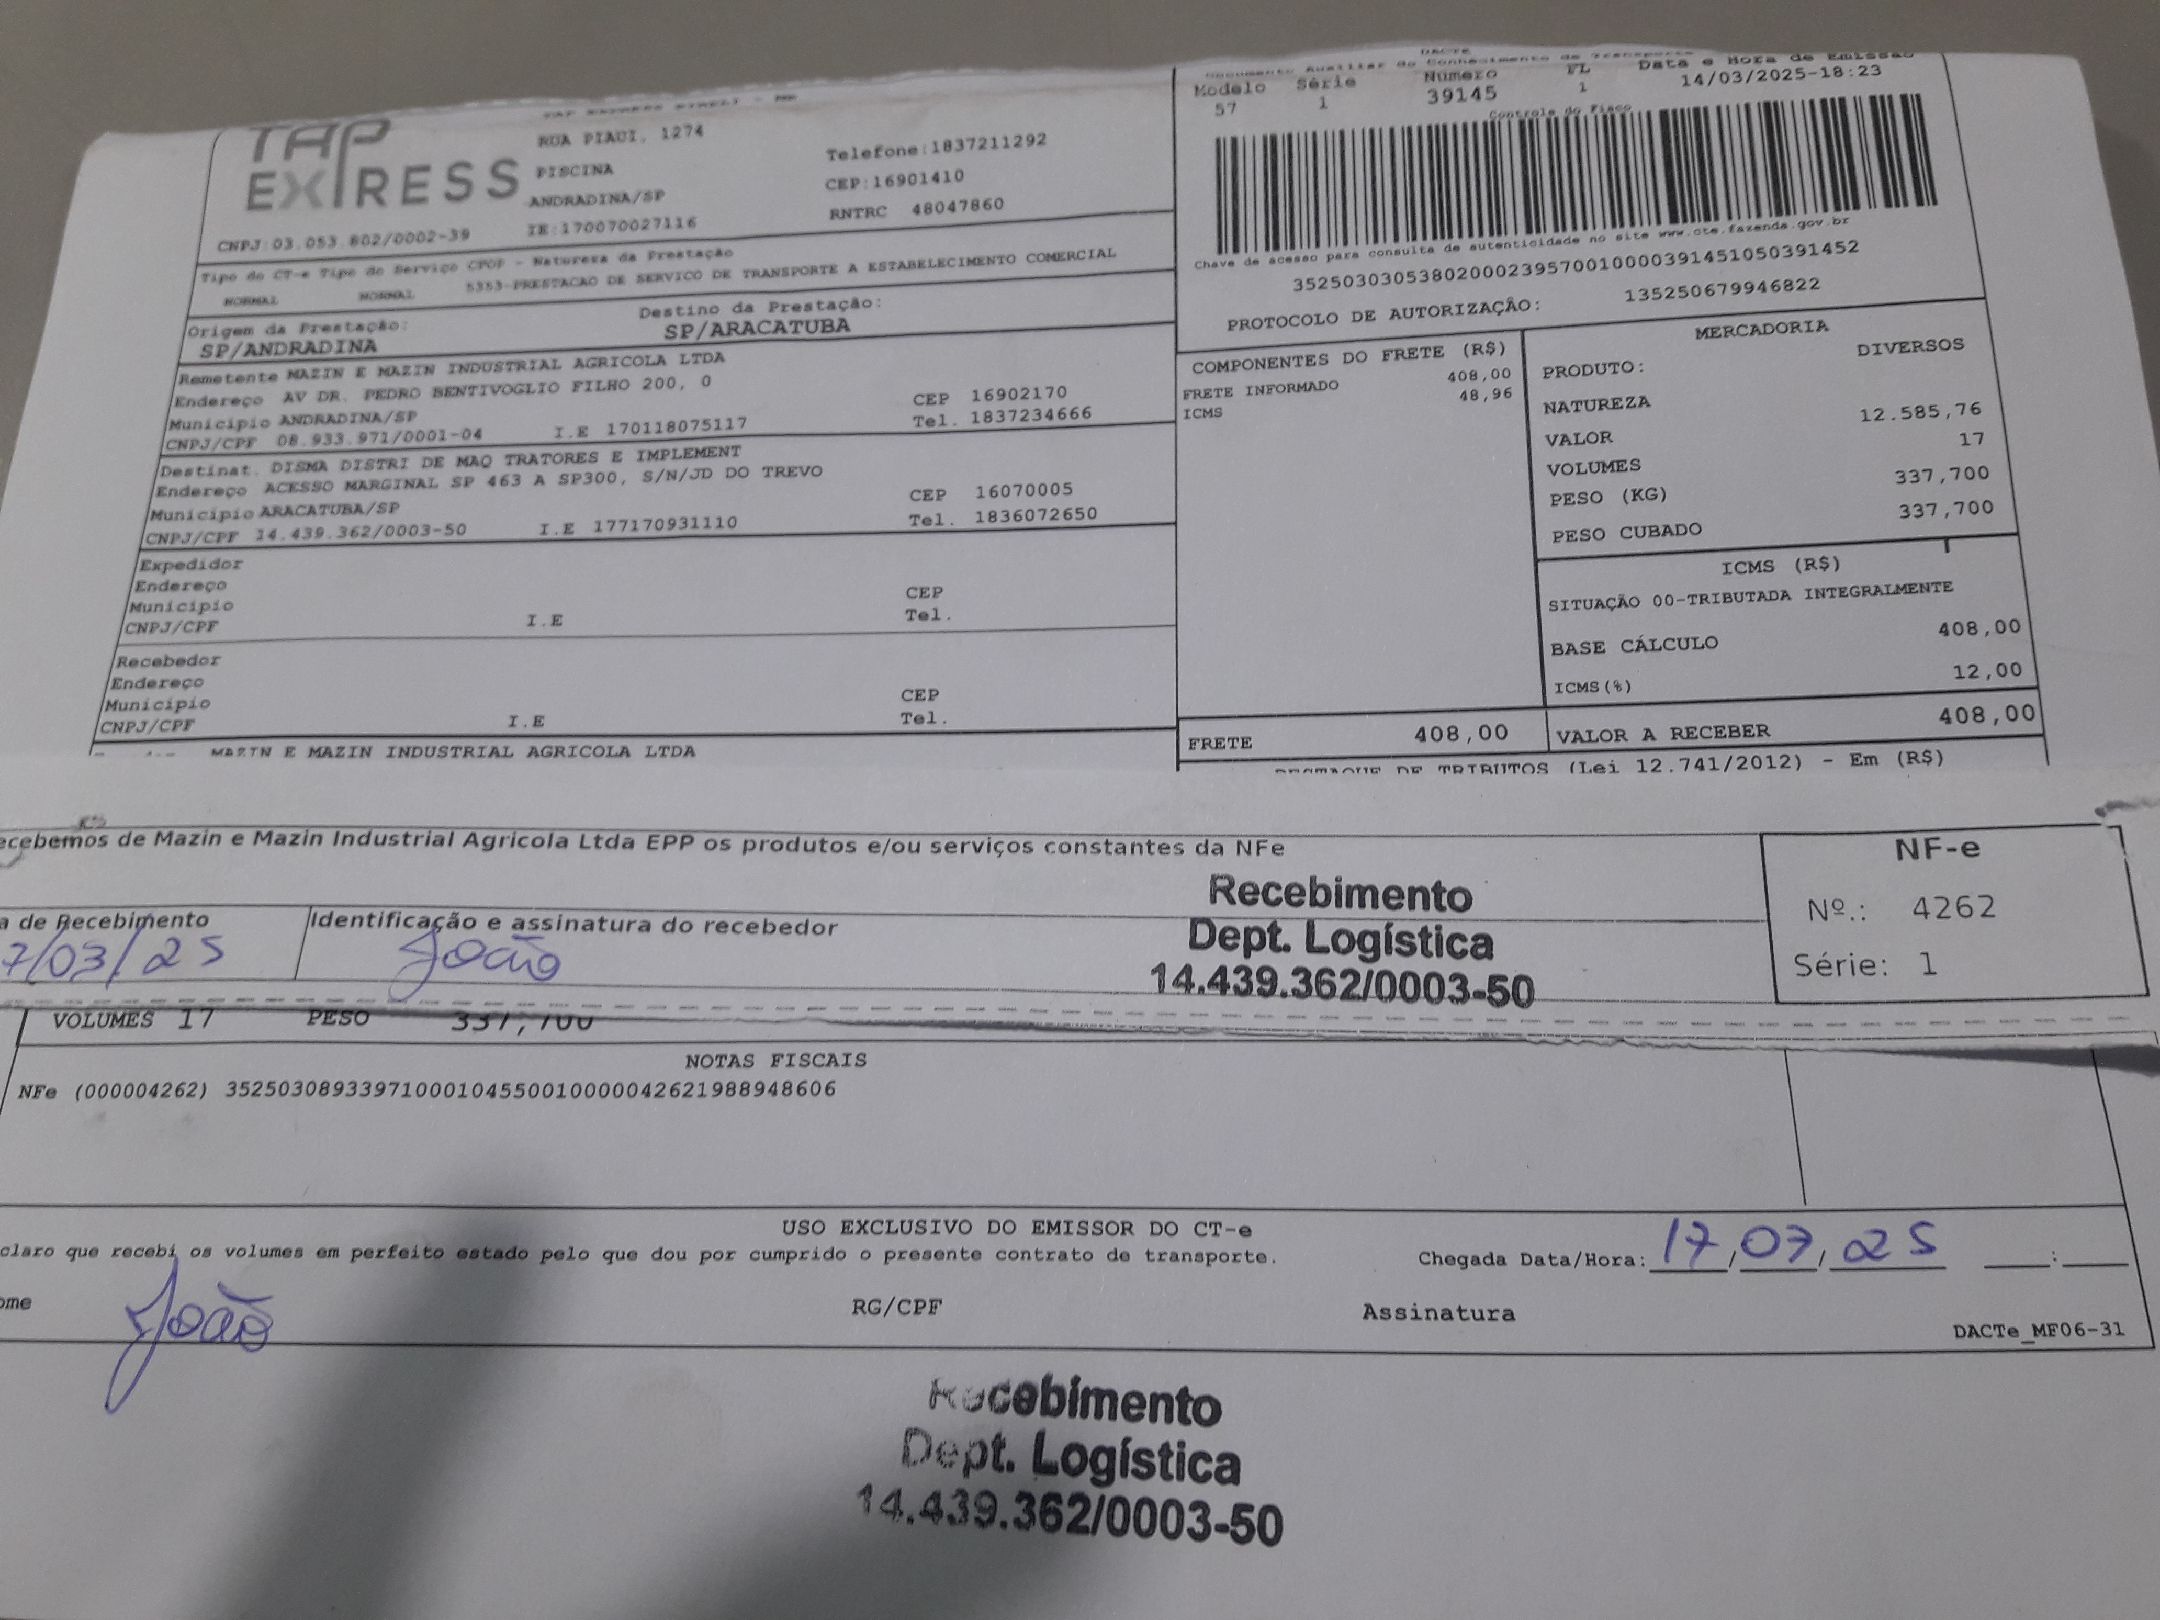 DACTE
Documento Auxiliar do Conhecimento de Transporte
Modelo Série Número FL Data e Hora de Emissão
57 1 39145 1 14/03/2025-18:23
Controle do Fisco
TAP EXPRESS
RUA PIAUI, 1274
PISCINA
ANDRADINA/SP
IE:170070027116
Telefone:1837211292
CEP:16901410
RNTRC 48047860
CNPJ:03.053.802/0002-39
Chave de acesso para consulta de autenticidade no site www.cte.fazenda.gov.br
35250303053802000239570010000391451050391452
PROTOCOLO DE AUTORIZAÇÃO: 135250679946822
Tipo do CT-e Tipo do Serviço CFOP - Natureza da Prestação
NORMAL NORMAL 5353-PRESTACAO DE SERVICO DE TRANSPORTE A ESTABELECIMENTO COMERCIAL
Origem da Prestação: Destino da Prestação:
SP/ANDRADINA SP/ARACATUBA
Remetente MAZIN E MAZIN INDUSTRIAL AGRICOLA LTDA
Endereço AV DR. PEDRO BENTIVOGLIO FILHO 200, 0 CEP 16902170
Município ANDRADINA/SP Tel. 1837234666
CNPJ/CPF 08.933.971/0001-04 I.E 170118075117
Destinat. DISMA DISTRI DE MAQ TRATORES E IMPLEMENT
Endereço ACESSO MARGINAL SP 463 A SP300, S/N/JD DO TREVO CEP 16070005
Município ARACATUBA/SP Tel. 1836072650
CNPJ/CPF 14.439.362/0003-50 I.E 177170931110
Expedidor
Endereço CEP
Município Tel.
CNPJ/CPF I.E
Recebedor
Endereço CEP
Município Tel.
CNPJ/CPF I.E
MAZIN E MAZIN INDUSTRIAL AGRICOLA LTDA
COMPONENTES DO FRETE (R$)
FRETE INFORMADO 408,00
ICMS 48,96
FRETE 408,00
MERCADORIA
PRODUTO: DIVERSOS
NATUREZA
VALOR 12.585,76
VOLUMES 17
PESO (KG) 337,700
PESO CUBADO 337,700
ICMS (R$)
SITUAÇÃO 00-TRIBUTADA INTEGRALMENTE
BASE CÁLCULO 408,00
ICMS(%) 12,00
VALOR A RECEBER 408,00
DESTAQUE DE TRIBUTOS (Lei 12.741/2012) - Em (R$)
ecebemos de Mazin e Mazin Industrial Agricola Ltda EPP os produtos e/ou serviços constantes da NFe
a de Recebimento
7/03/25
Identificação e assinatura do recebedor
João
Recebimento
Dept. Logística
14.439.362/0003-50
NF-e
Nº.: 4262
Série: 1
VOLUMES 17 PESO 337,700
NOTAS FISCAIS
NFe (000004262) 35250308933971000104550010000042621988948606
USO EXCLUSIVO DO EMISSOR DO CT-e
claro que recebi os volumes em perfeito estado pelo que dou por cumprido o presente contrato de transporte.
Chegada Data/Hora: 17/03/25 :
ome João RG/CPF Assinatura
DACTe_MF06-31
Recebimento
Dept. Logística
14.439.362/0003-50